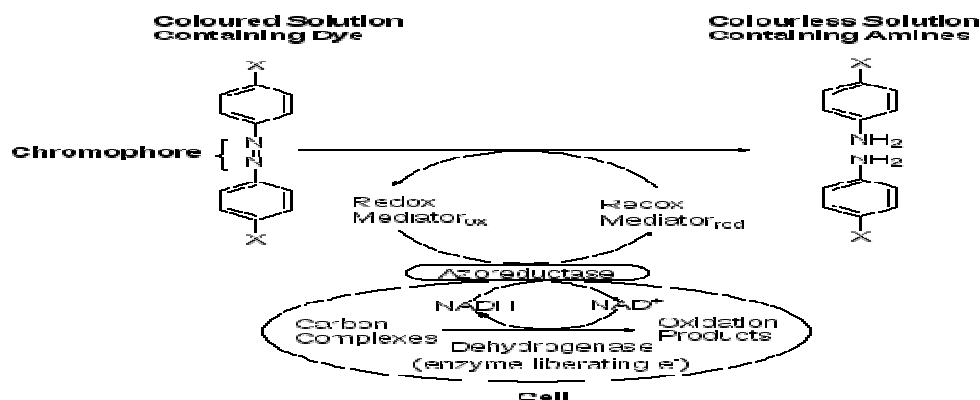 Coloured Solution
Containing Dye
Colourless Solution
Containing Amines
X
X
Chromophore
N
N
NH₂
NH₂
Redox
Mediatorₒₓ
Redox
Mediatorᵣₑd
X
X
Azoreductase
NADH
NAD⁺
Carbon
Complexes
Oxidation
Products
Dehydrogenase
(enzyme liberating e⁻)
Cell